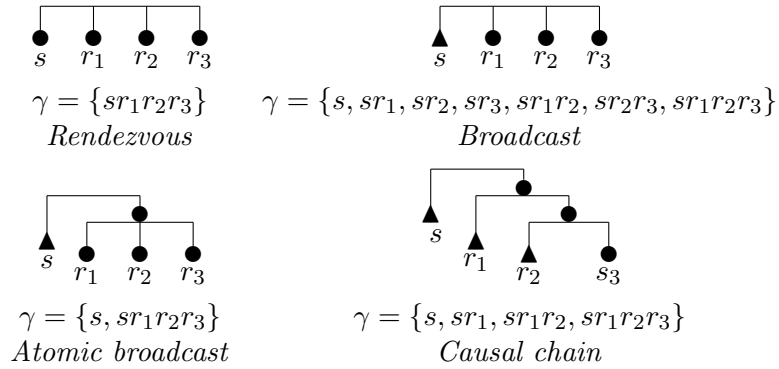 s r₁ r₂ r₃
s r₁ r₂ r₃
γ = {sr₁r₂r₃}
γ = {s, sr₁, sr₂, sr₃, sr₁r₂, sr₂r₃, sr₁r₂r₃}
Rendezvous
Broadcast
s
r₁ r₂ r₃
s
r₁
r₂
s₃
γ = {s, sr₁r₂r₃}
γ = {s, sr₁, sr₁r₂, sr₁r₂r₃}
Atomic broadcast
Causal chain